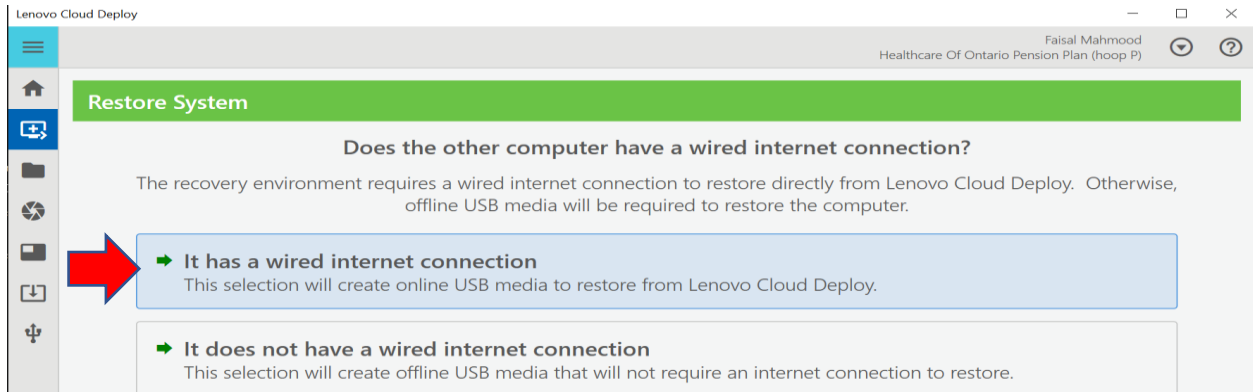 Lenovo Cloud Deploy
Faisal Mahmood
Healthcare Of Ontario Pension Plan (hoop P)
Restore System
Does the other computer have a wired internet connection?
The recovery environment requires a wired internet connection to restore directly from Lenovo Cloud Deploy. Otherwise,
offline USB media will be required to restore the computer.
It has a wired internet connection
This selection will create online USB media to restore from Lenovo Cloud Deploy.
It does not have a wired internet connection
This selection will create offline USB media that will not require an internet connection to restore.